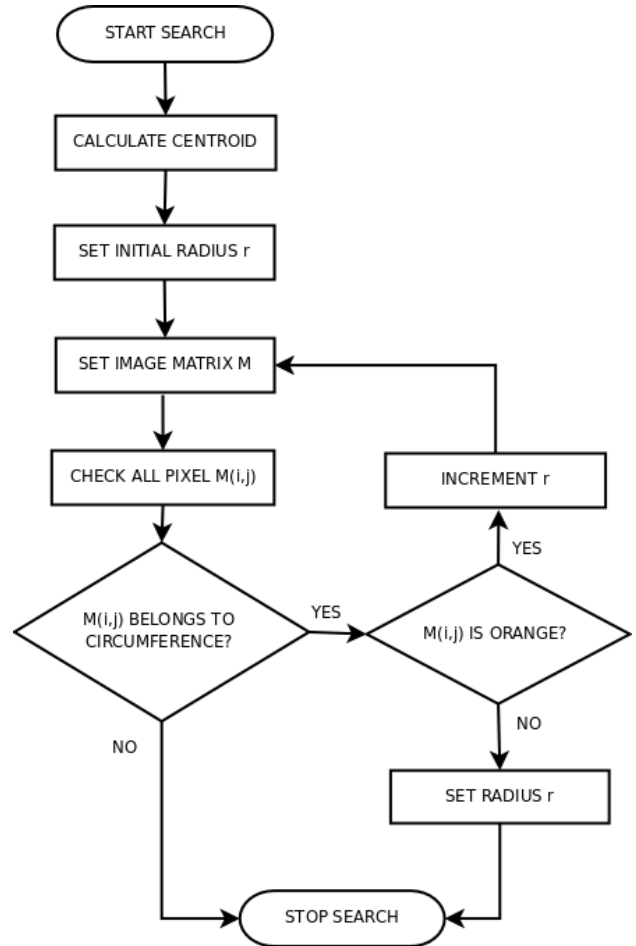 START SEARCH
CALCULATE CENTROID
SET INITIAL RADIUS r
SET IMAGE MATRIX M
CHECK ALL PIXEL M(i,j)
INCREMENT r
YES
M(i,j) BELONGS TO
CIRCUMFERENCE?
YES
M(i,j) IS ORANGE?
NO
NO
SET RADIUS r
STOP SEARCH